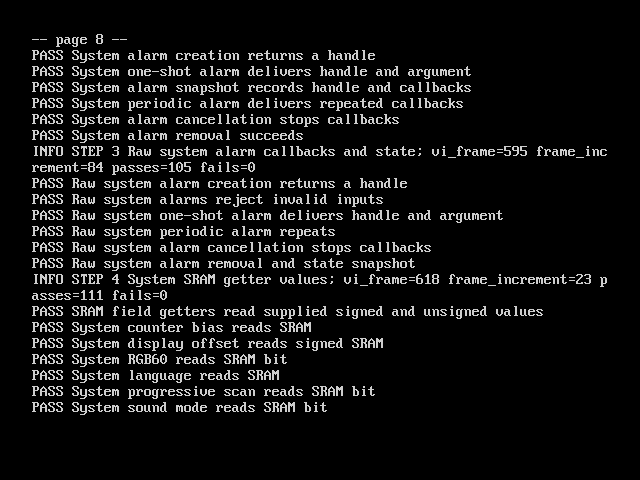 -- page 8 --
PASS System alarm creation returns a handle
PASS System one-shot alarm delivers handle and argument
PASS System alarm snapshot records handle and callbacks
PASS System periodic alarm delivers repeated callbacks
PASS System alarm cancellation stops callbacks
PASS System alarm removal succeeds
INFO STEP 3 Raw system alarm callbacks and state; vi_frame=595 frame_inc
rement=84 passes=105 fails=0
PASS Raw system alarm creation returns a handle
PASS Raw system alarms reject invalid inputs
PASS Raw system one-shot alarm delivers handle and argument
PASS Raw system periodic alarm repeats
PASS Raw system alarm cancellation stops callbacks
PASS Raw system alarm removal and state snapshot
INFO STEP 4 System SRAM getter values; vi_frame=618 frame_increment=23 p
asses=111 fails=0
PASS SRAM field getters read supplied signed and unsigned values
PASS System counter bias reads SRAM
PASS System display offset reads signed SRAM
PASS System RGB60 reads SRAM bit
PASS System language reads SRAM
PASS System progressive scan reads SRAM bit
PASS System sound mode reads SRAM bit